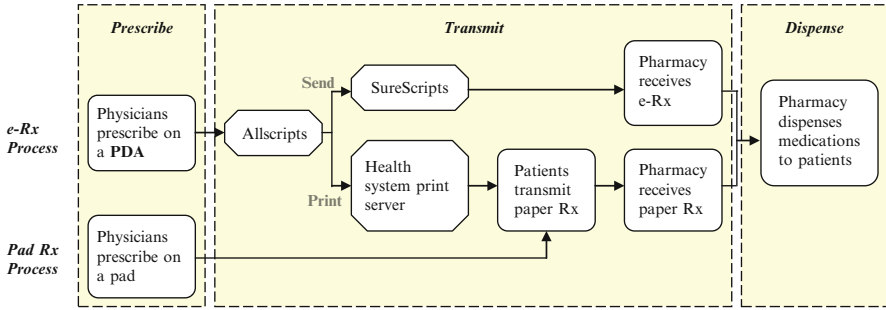 Prescribe
Transmit
Dispense
e-Rx
Process
Physicians
prescribe on
a PDA
Allscripts
Send
SureScripts
Pharmacy
receives
e-Rx
Print
Health
system print
server
Patients
transmit
paper Rx
Pharmacy
receives
paper Rx
Pharmacy
dispenses
medications
to patients
Pad Rx
Process
Physicians
prescribe on
a pad